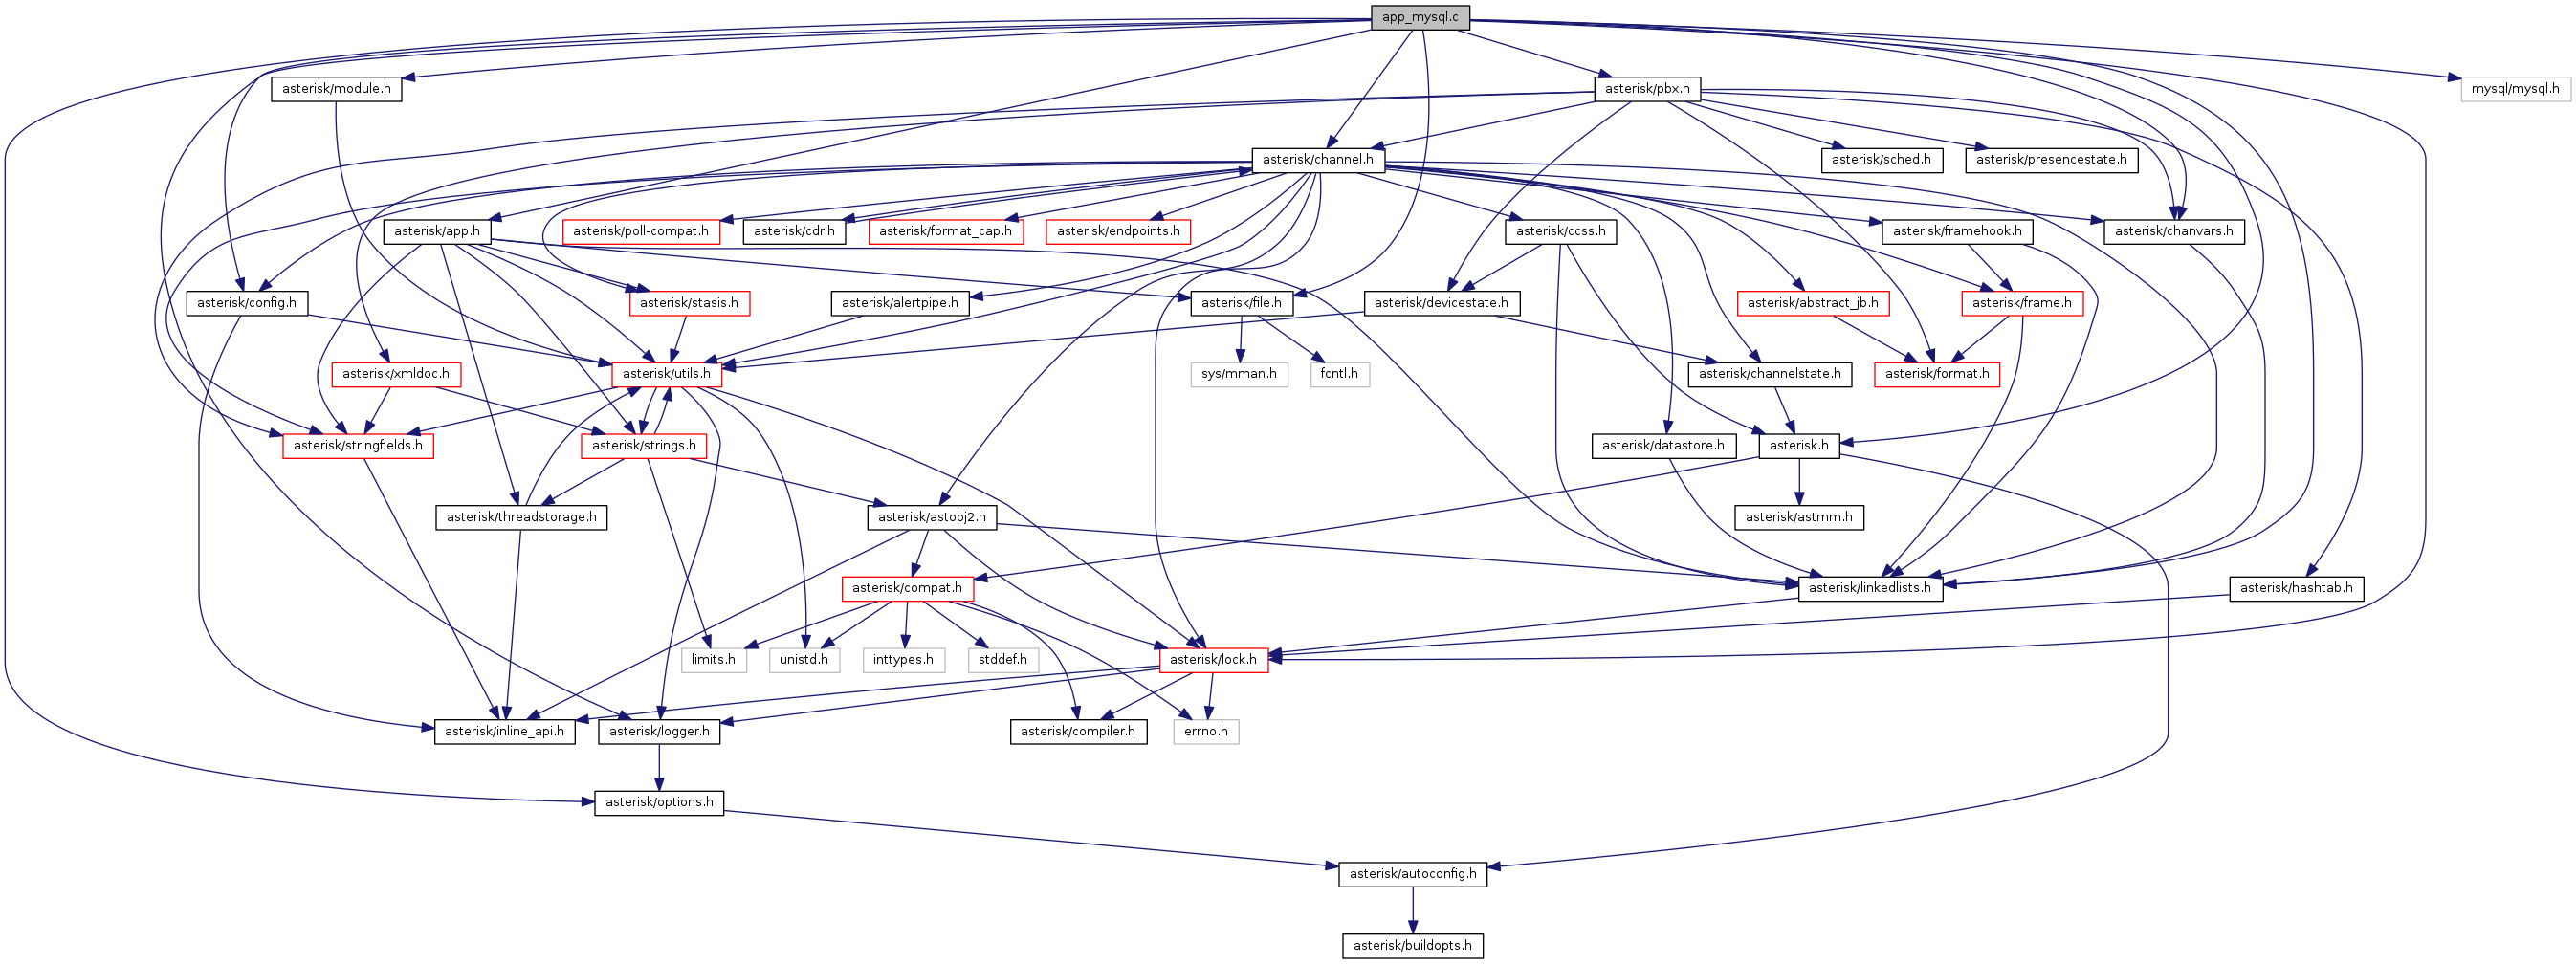 app_mysql.c
asterisk/module.h
asterisk/pbx.h
mysql/mysql.h
asterisk/channel.h
asterisk/sched.h
asterisk/presencestate.h
asterisk/app.h
asterisk/poll-compat.h
asterisk/cdr.h
asterisk/format_cap.h
asterisk/endpoints.h
asterisk/ccss.h
asterisk/framehook.h
asterisk/chanvars.h
asterisk/config.h
asterisk/stasis.h
asterisk/alertpipe.h
asterisk/file.h
asterisk/devicestate.h
asterisk/abstract_jb.h
asterisk/frame.h
asterisk/xmldoc.h
asterisk/utils.h
sys/mman.h
fcntl.h
asterisk/channelstate.h
asterisk/format.h
asterisk/stringfields.h
asterisk/strings.h
asterisk/datastore.h
asterisk.h
asterisk/threadstorage.h
asterisk/astobj2.h
asterisk/astmm.h
asterisk/compat.h
asterisk/linkedlists.h
asterisk/hashtab.h
limits.h
unistd.h
inttypes.h
stddef.h
asterisk/lock.h
asterisk/inline_api.h
asterisk/logger.h
asterisk/compiler.h
errno.h
asterisk/options.h
asterisk/autoconfig.h
asterisk/buildopts.h